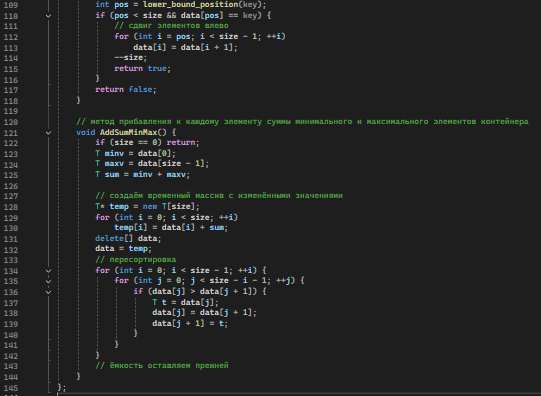 109 int pos = lower_bound_position(key);
110 if (pos < size && data[pos] == key) {
111 // сдвиг элементов влево
112 for (int i = pos; i < size - 1; ++i)
113 data[i] = data[i + 1];
114 --size;
115 return true;
116 }
117 return false;
118 }
119
120 // метод прибавления к каждому элементу суммы минимального и максимального элементов контейнера
121 void AddSumMinMax() {
122 if (size == 0) return;
123 T minv = data[0];
124 T maxv = data[size - 1];
125 T sum = minv + maxv;
126
127 // создаём временный массив с изменёнными значениями
128 T* temp = new T[size];
129 for (int i = 0; i < size; ++i)
130 temp[i] = data[i] + sum;
131 delete[] data;
132 data = temp;
133 // пересортировка
134 for (int i = 0; i < size - 1; ++i) {
135 for (int j = 0; j < size - i - 1; ++j) {
136 if (data[j] > data[j + 1]) {
137 T t = data[j];
138 data[j] = data[j + 1];
139 data[j + 1] = t;
140 }
141 }
142 }
143 // ёмкость оставляем прежней
144 }
145 };